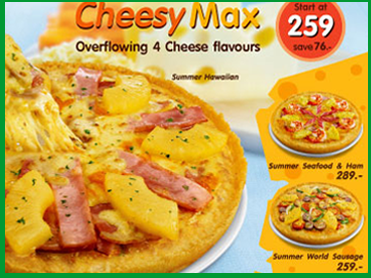 Cheesy Max
Overflowing 4 Cheese flavours
Start at
259
save 76.-
Summer Hawaiian
Summer Seafood & Ham
289.-
Summer World Sausage
259.-